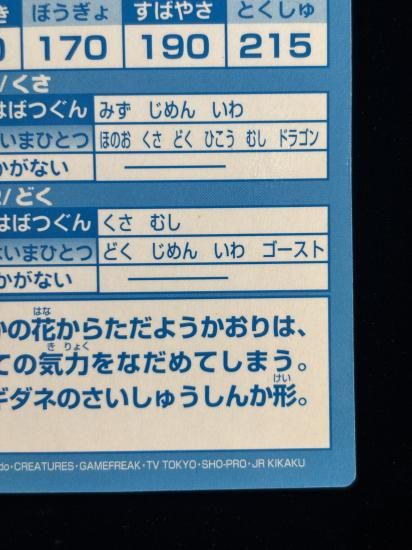 き ぼうぎょ すばやさ とくしゅ
0 170 190 215
/くさ
はばつぐん みず じめん いわ
いまひとつ ほのお くさ どく ひこう むし ドラゴン
かがない
/どく
はばつぐん くさ むし
はいまひとつ どく じめん いわ ゴースト
かがない
かの花からただようかおりは、
はな
ての気力をなだめてしまう。
き りょく
ギダネのさいしゅうしんか形。
けい
do・CREATURES・GAMEFREAK・TV TOKYO・SHO-PRO・JR KIKAKU